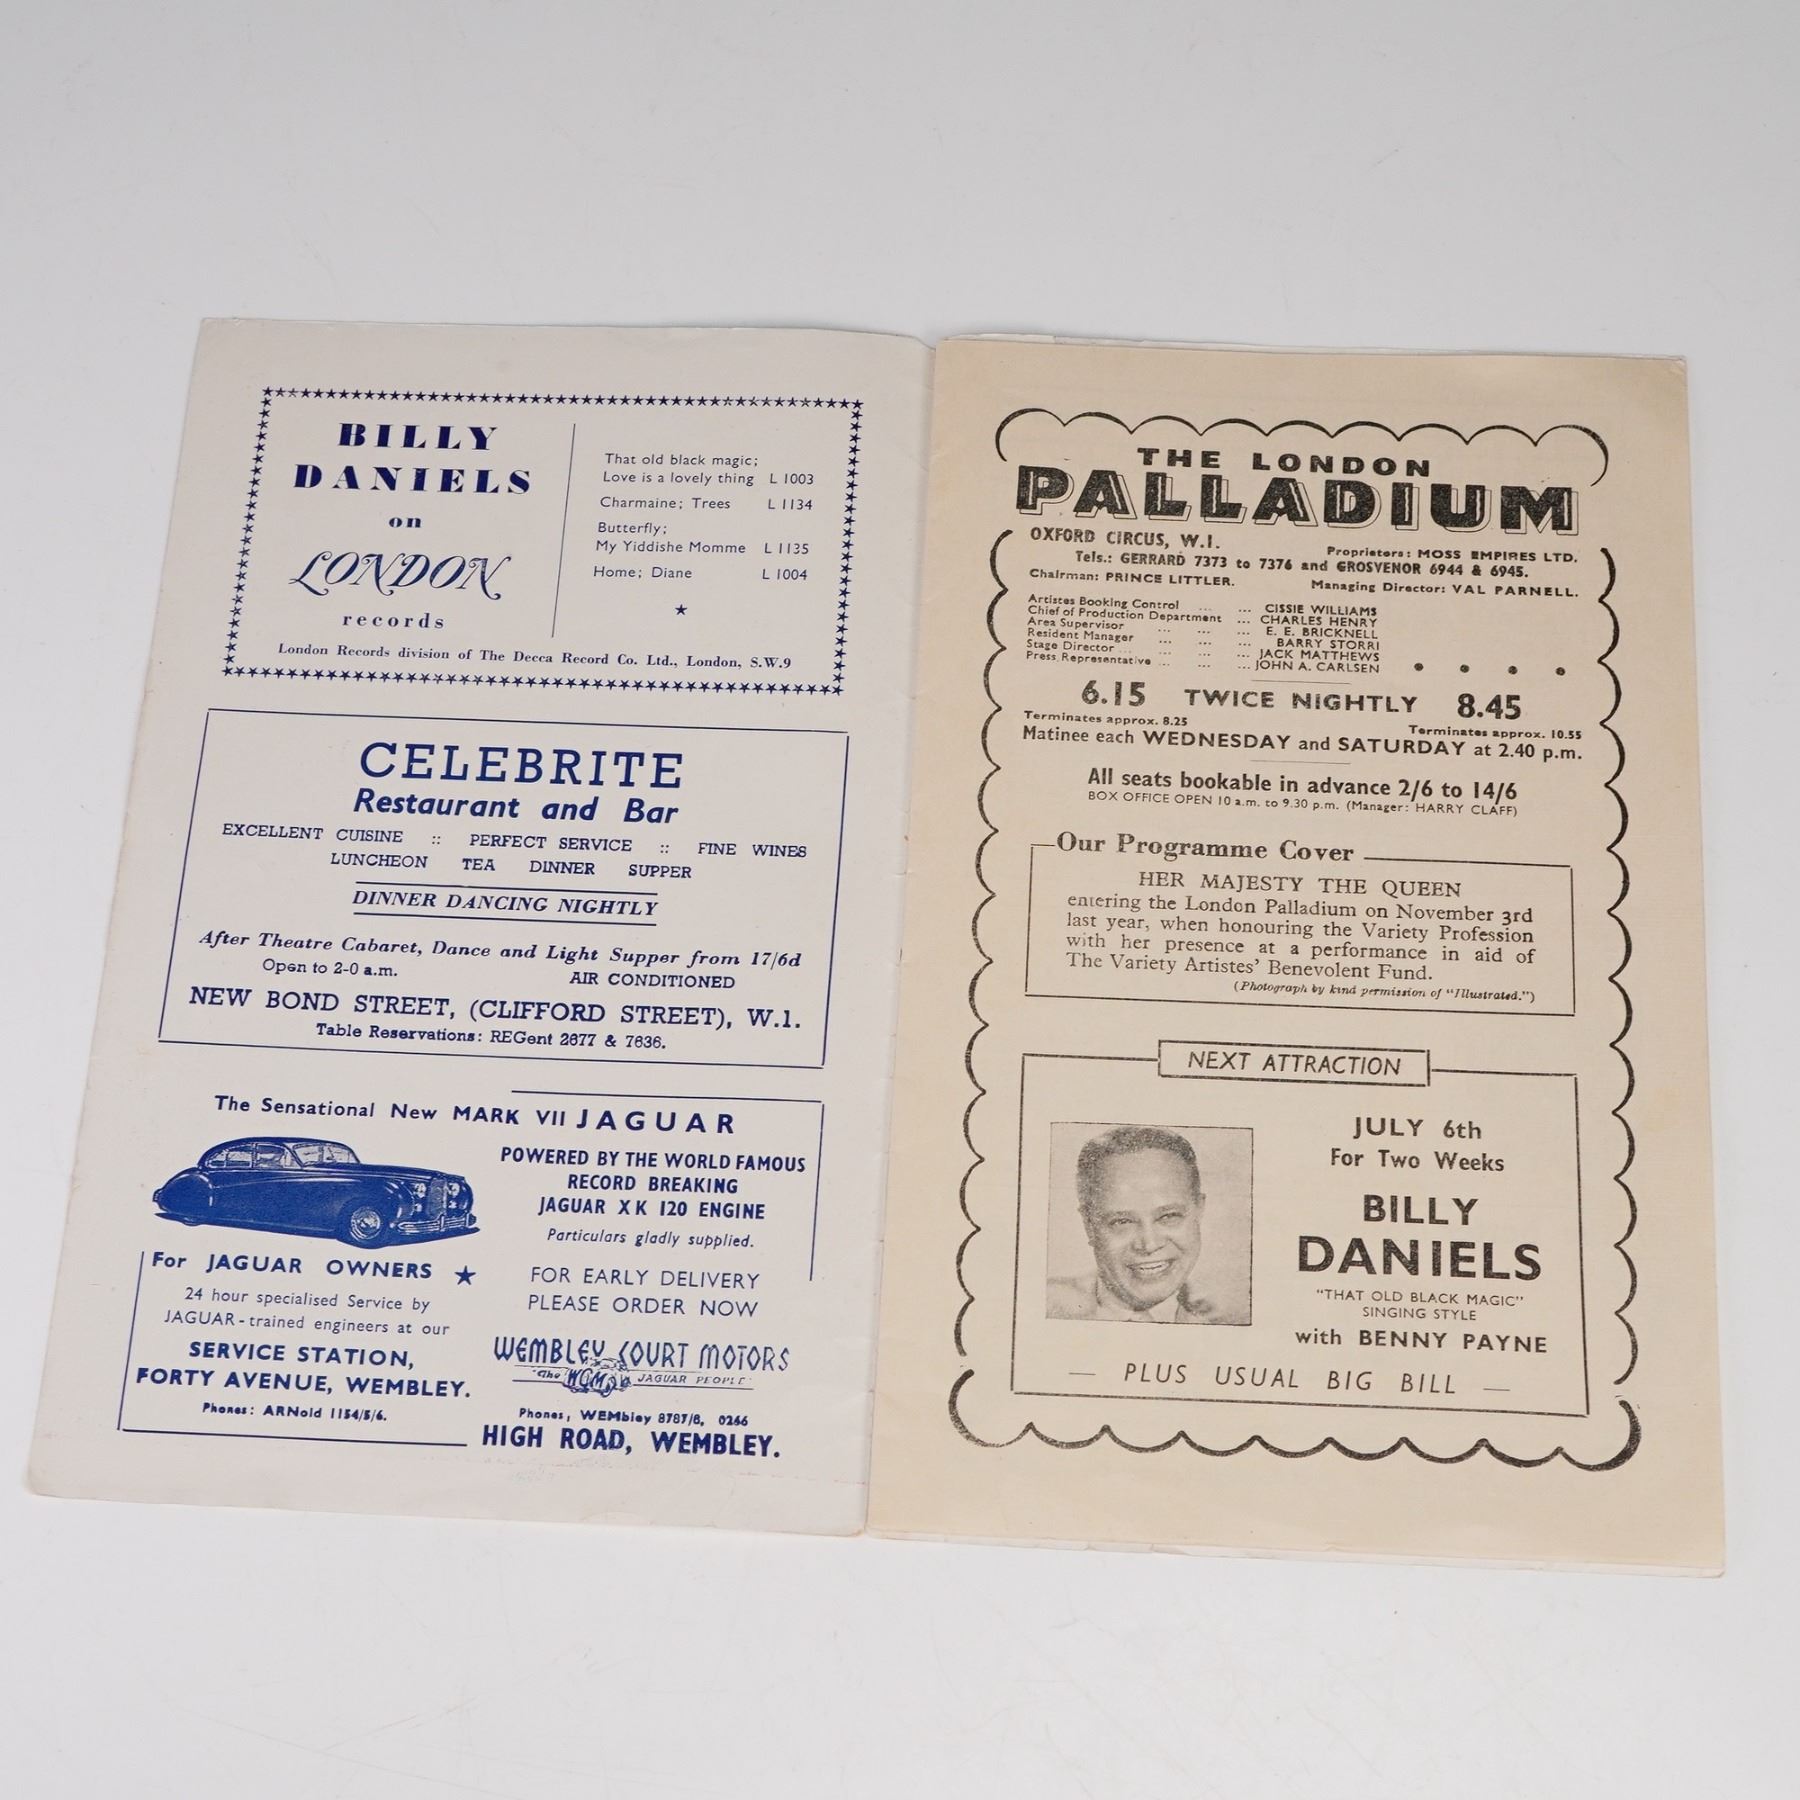 BILLY
DANIELS
on
LONDON
records
That old black magic;
Love is a lovely thing L 1003
Charmaine; Trees L 1134
Butterfly;
My Yiddishe Momme L 1135
Home; Diane L 1004
London Records division of The Decca Record Co. Ltd., London, S.W.9
CELEBRITE
Restaurant and Bar
EXCELLENT CUISINE :: PERFECT SERVICE :: FINE WINES
LUNCHEON TEA DINNER SUPPER
DINNER DANCING NIGHTLY
After Theatre Cabaret, Dance and Light Supper from 17/6d
Open to 2-0 a.m. AIR CONDITIONED
NEW BOND STREET, (CLIFFORD STREET), W.1.
Table Reservations: REGent 2677 & 7636.
The Sensational New MARK VII JAGUAR
POWERED BY THE WORLD FAMOUS
RECORD BREAKING
JAGUAR XK 120 ENGINE
Particulars gladly supplied.
FOR EARLY DELIVERY
PLEASE ORDER NOW
For JAGUAR OWNERS
24 hour specialised Service by
JAGUAR-trained engineers at our
SERVICE STATION,
FORTY AVENUE, WEMBLEY.
Phones: ARNold 1154/5/6.
WEMBLEY COURT MOTORS
The WCM JAGUAR PEOPLE
Phones, WEMbley 8787/8, 0266
HIGH ROAD, WEMBLEY.
THE LONDON
PALLADIUM
OXFORD CIRCUS, W.1.
Proprietors: MOSS EMPIRES LTD.
Tels.: GERRARD 7373 to 7376 and GROSVENOR 6944 & 6945.
Chairman: PRINCE LITTLER. Managing Director: VAL PARNELL.
Artistes Booking Control ... ... CISSIE WILLIAMS
Chief of Production Department ... CHARLES HENRY
Area Supervisor ... ... ... E. E. BRICKNELL
Resident Manager ... ... ... BARRY STORRI
Stage Director ... ... ... JACK MATTHEWS
Press Representative ... ... ... JOHN A. CARLSEN
6.15 TWICE NIGHTLY 8.45
Terminates approx. 8.25 Terminates approx. 10.55
Matinee each WEDNESDAY and SATURDAY at 2.40 p.m.
All seats bookable in advance 2/6 to 14/6
BOX OFFICE OPEN 10 a.m. to 9.30 p.m. (Manager: HARRY CLAFF)
Our Programme Cover
HER MAJESTY THE QUEEN
entering the London Palladium on November 3rd
last year, when honouring the Variety Profession
with her presence at a performance in aid of
The Variety Artistes' Benevolent Fund.
(Photograph by kind permission of "Illustrated.")
NEXT ATTRACTION
JULY 6th
For Two Weeks
BILLY
DANIELS
"THAT OLD BLACK MAGIC"
SINGING STYLE
with BENNY PAYNE
— PLUS USUAL BIG BILL —